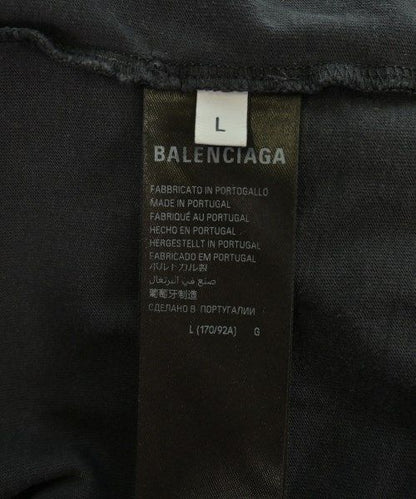 L
BALENCIAGA
FABBRICATO IN PORTOGALLO
MADE IN PORTUGAL
FABRIQUÉ AU PORTUGAL
HECHO EN PORTUGAL
HERGESTELLT IN PORTUGAL
FABRICADO EM PORTUGAL
ポルトガル製
صنع في البرتغال
葡萄牙制造
СДЕЛАНО В ПОРТУГАЛИИ
L (170/92A) G